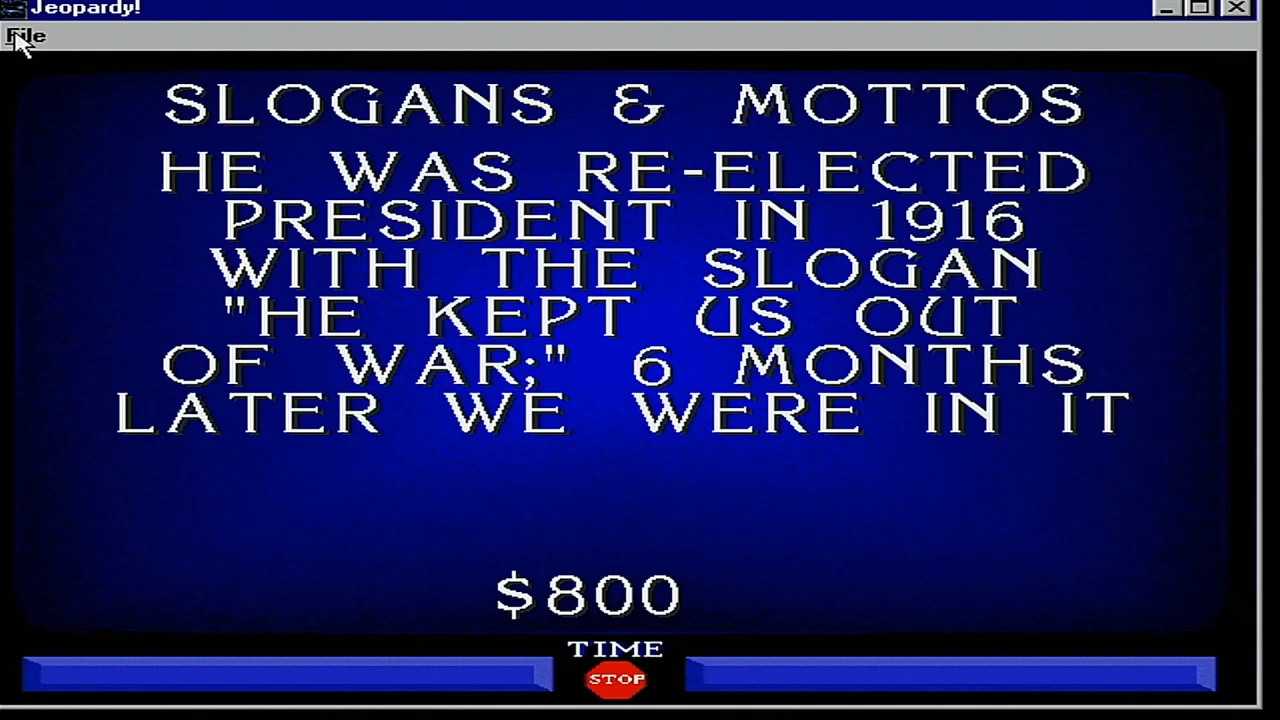 Jeopardy!
File
SLOGANS & MOTTOS
HE WAS RE-ELECTED
PRESIDENT IN 1916
WITH THE SLOGAN
"HE KEPT US OUT
OF WAR;" 6 MONTHS
LATER WE WERE IN IT
$800
TIME
STOP